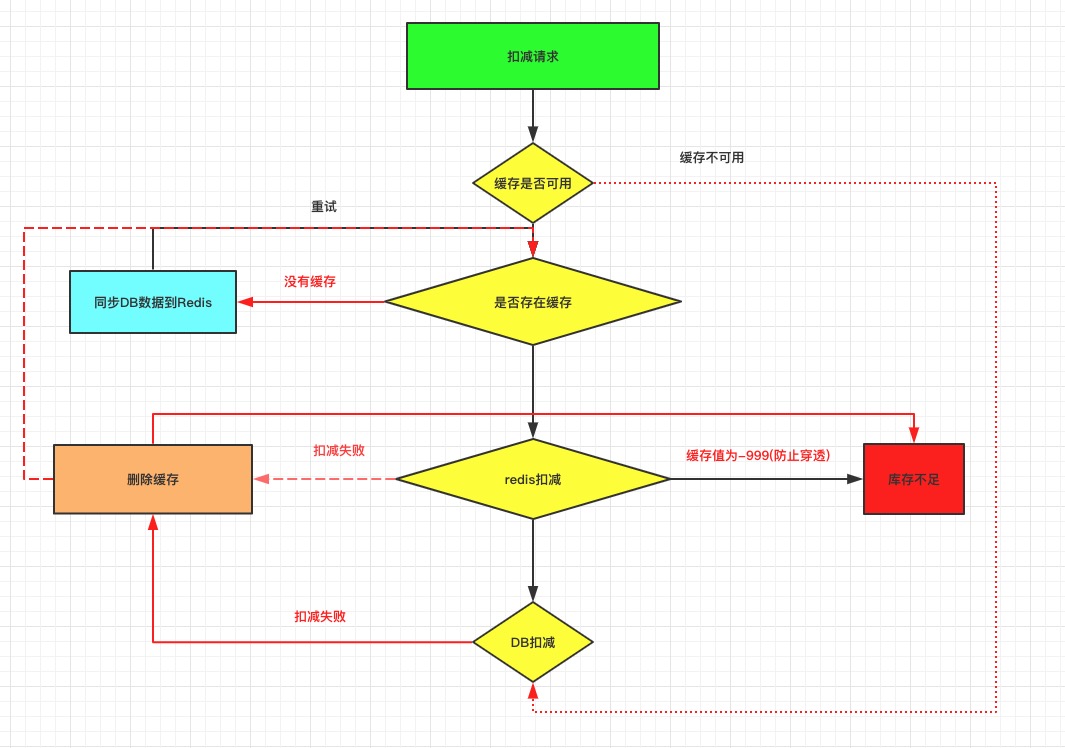 扣减请求
缓存不可用
缓存是否可用
重试
没有缓存
同步DB数据到Redis
是否存在缓存
扣减失败
缓存值为-999(防止穿透)
删除缓存
redis扣减
库存不足
扣减失败
DB扣减